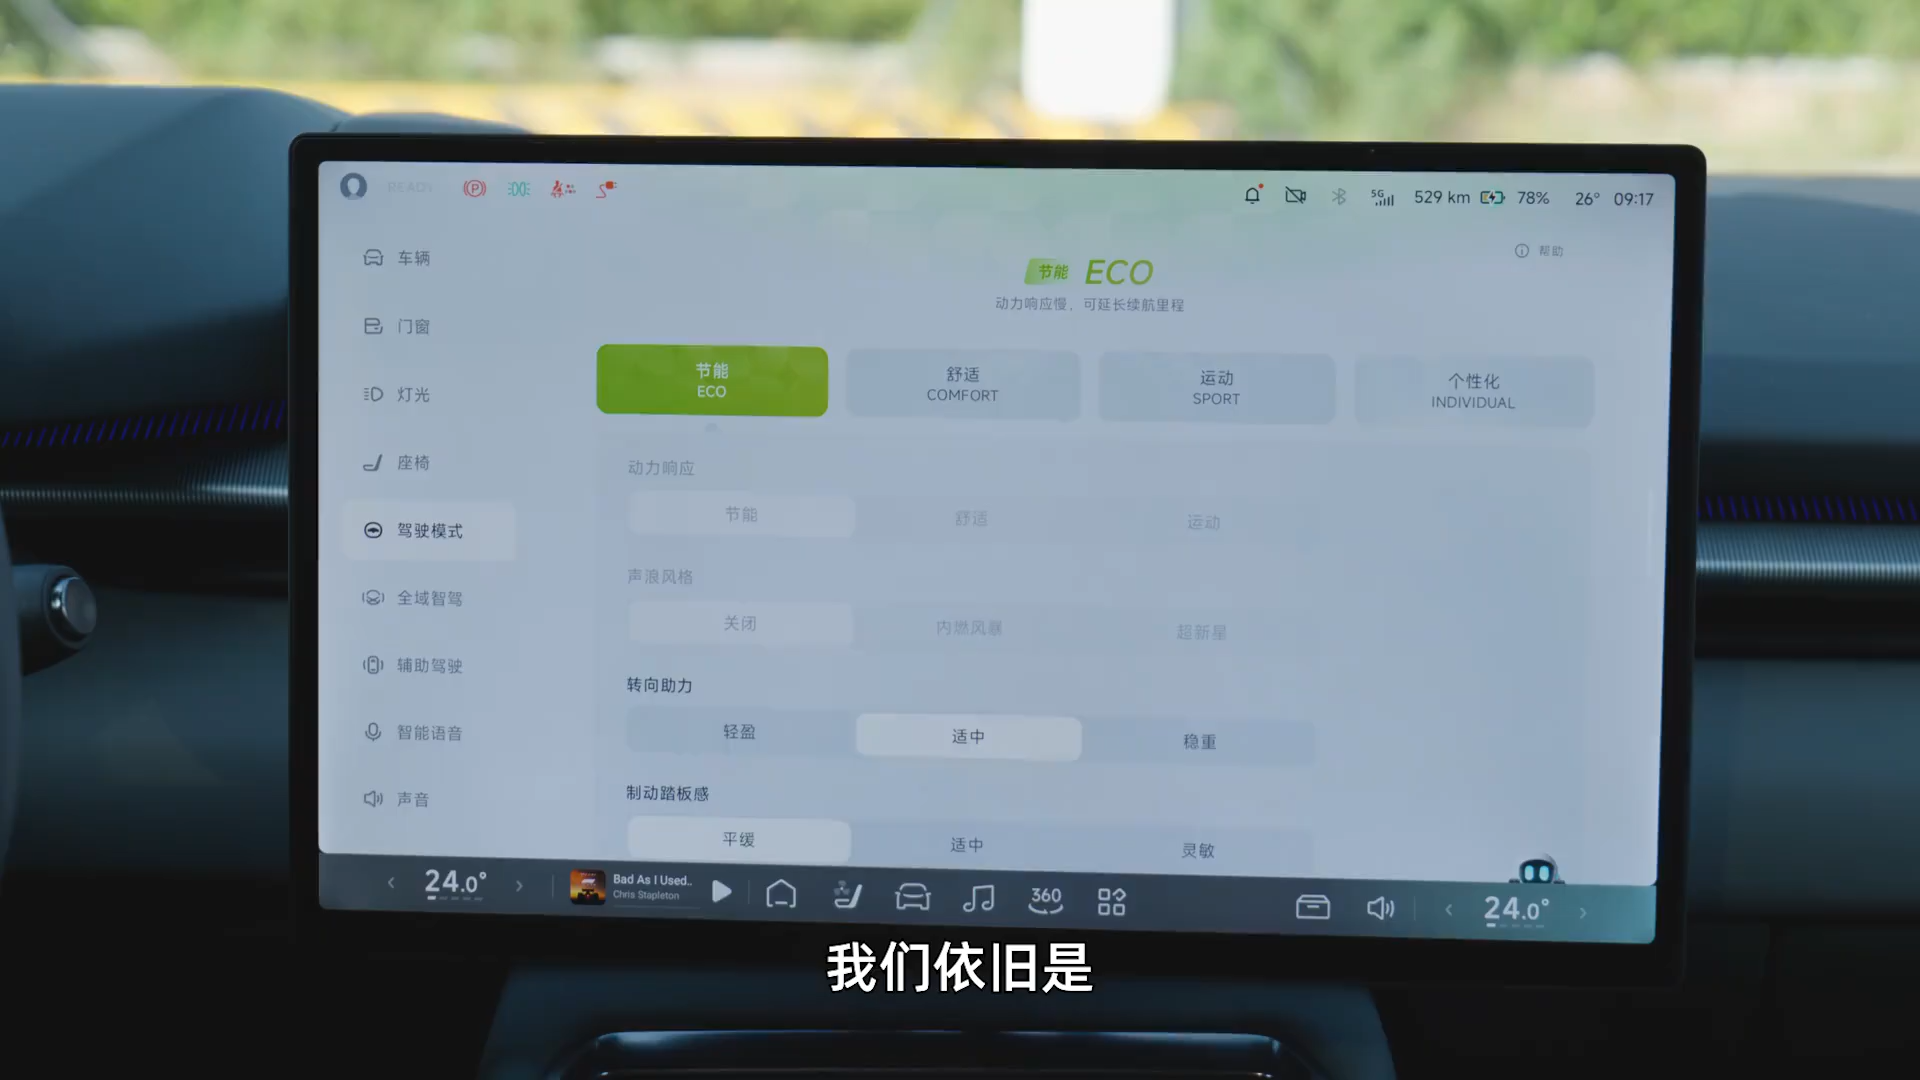 READY
5G
529 km
78%
26°
09:17
帮助
车辆
门窗
灯光
座椅
驾驶模式
全域智驾
辅助驾驶
智能语音
声音
节能 ECO
动力响应慢，可延长续航里程
节能
ECO
舒适
COMFORT
运动
SPORT
个性化
INDIVIDUAL
动力响应
节能
舒适
运动
声浪风格
关闭
内燃风暴
超新星
转向助力
轻盈
适中
稳重
制动踏板感
平缓
适中
灵敏
24.0°
Bad As I Used..
Chris Stapleton
360
24.0°
我们依旧是